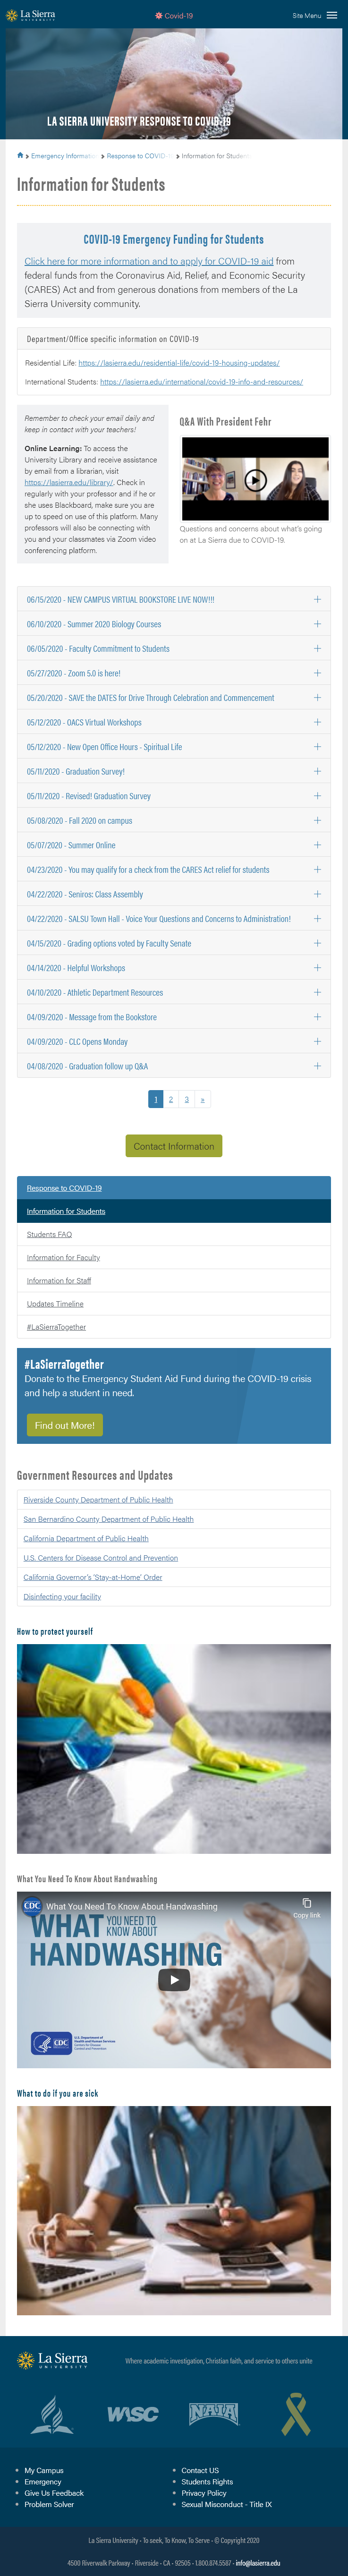 La Sierra
UNIVERSITY
Covid-19
Site Menu
LA SIERRA UNIVERSITY RESPONSE TO COVID-19
Emergency Information
Response to COVID-
Information for Students
Information for Students
COVID-19 Emergency Funding for Students
Click here for more information and to apply for COVID-19 aid from
federal funds from the Coronavirus Aid, Relief, and Economic Security
(CARES) Act and from generous donations from members of the La
Sierra University community.
Department/Office specific information on COVID-19
Residential Life: https://lasierra.edu/residential-life/covid-19-housing-updates/
International Students: https://lasierra.edu/international/covid-19-info-and-resources/
Remember to check your email daily and
keep in contact with your teachers!
Online Learning: To access the
University Library and receive assistance
by email from a librarian, visit
https://lasierra.edu/library/. Check in
regularly with your professor and if he or
she uses Blackboard, make sure you are
up to speed on use of this platform. Many
professors will also be connecting with
you and your classmates via Zoom video
conferencing platform.
Q&A With President Fehr
Questions and concerns about what's going
on at La Sierra due to COVID-19.
06/15/2020 - NEW CAMPUS VIRTUAL BOOKSTORE LIVE NOW!!!
06/10/2020 - Summer 2020 Biology Courses
06/05/2020 - Faculty Commitment to Students
05/27/2020 - Zoom 5.0 is here!
05/20/2020 - SAVE the DATES for Drive Through Celebration and Commencement
05/12/2020 - OACS Virtual Workshops
05/12/2020 - New Open Office Hours - Spiritual Life
05/11/2020 - Graduation Survey!
05/11/2020 - Revised! Graduation Survey
05/08/2020 - Fall 2020 on campus
05/07/2020 - Summer Online
04/23/2020 - You may qualify for a check from the CARES Act relief for students
04/22/2020 - Seniros: Class Assembly
04/22/2020 - SALSU Town Hall - Voice Your Questions and Concerns to Administration!
04/15/2020 - Grading options voted by Faculty Senate
04/14/2020 - Helpful Workshops
04/10/2020 - Athletic Department Resources
04/09/2020 - Message from the Bookstore
04/09/2020 - CLC Opens Monday
04/08/2020 - Graduation follow up Q&A
1 2 3 »
Contact Information
Response to COVID-19
Information for Students
Students FAQ
Information for Faculty
Information for Staff
Updates Timeline
#LaSierraTogether
#LaSierraTogether
Donate to the Emergency Student Aid Fund during the COVID-19 crisis
and help a student in need.
Find out More!
Government Resources and Updates
Riverside County Department of Public Health
San Bernardino County Department of Public Health
California Department of Public Health
U.S. Centers for Disease Control and Prevention
California Governor's 'Stay-at-Home' Order
Disinfecting your facility
How to protect yourself
What You Need To Know About Handwashing
CDC
What You Need To Know About Handwashing
Copy link
WHAT YOU NEED TO
KNOW ABOUT
HANDWASHING
CDC
What to do if you are sick
La Sierra
UNIVERSITY
Where academic investigation, Christian faith, and service to others unite
WSC
NAIA
My Campus
Emergency
Give Us Feedback
Problem Solver
Contact US
Students Rights
Privacy Policy
Sexual Misconduct - Title IX
La Sierra University - To seek, To Know, To Serve - © Copyright 2020
4500 Riverwalk Parkway - Riverside - CA - 92505 - 1.800.874.5587 - info@lasierra.edu